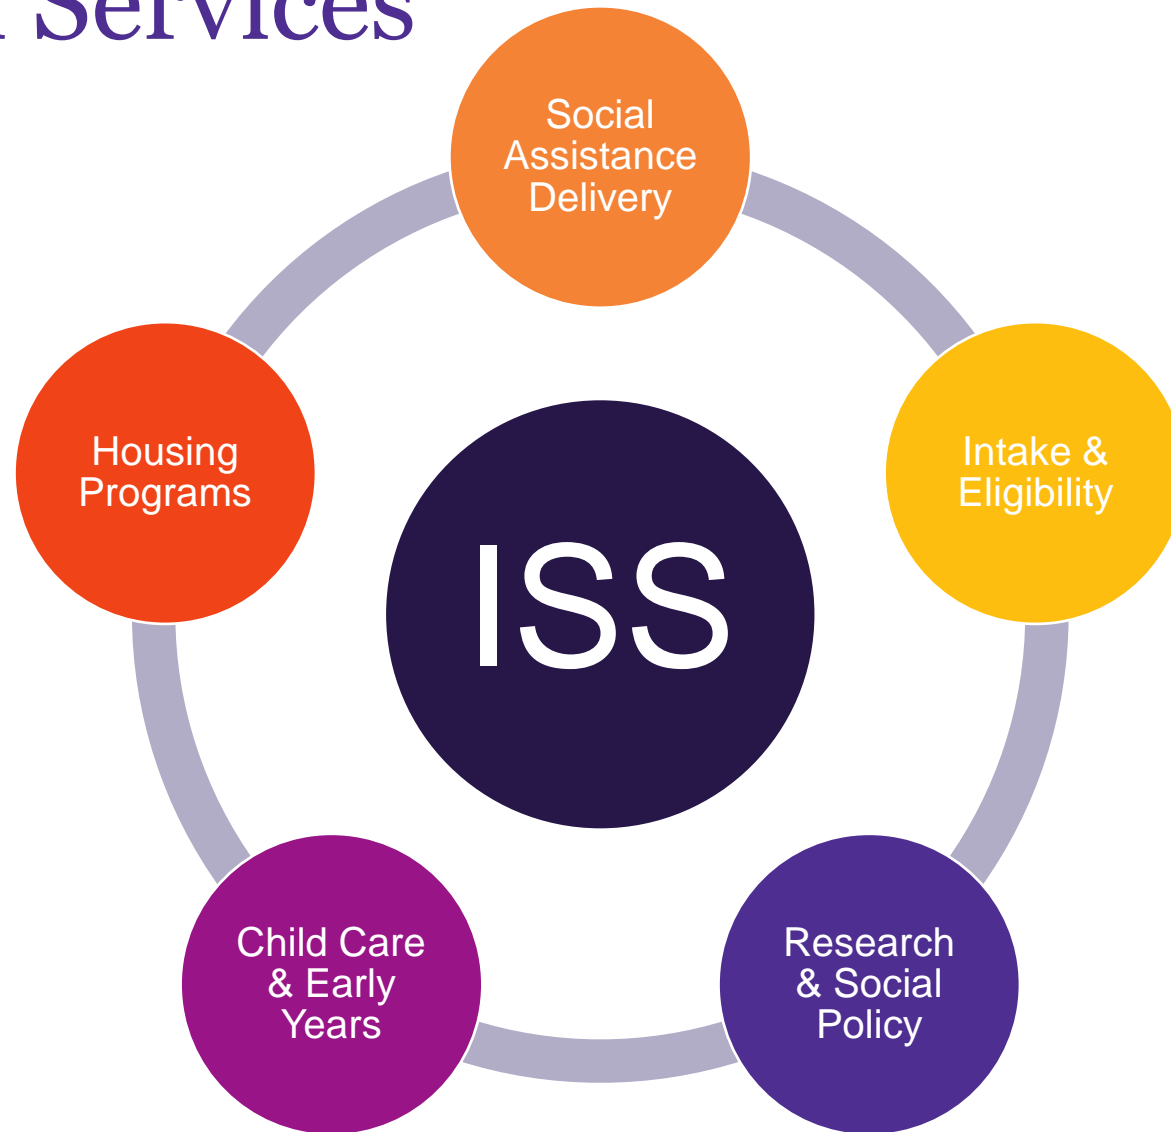 Services
Social
Assistance
Delivery
Housing
Programs
Intake &
Eligibility
ISS
Child Care
& Early
Years
Research
& Social
Policy